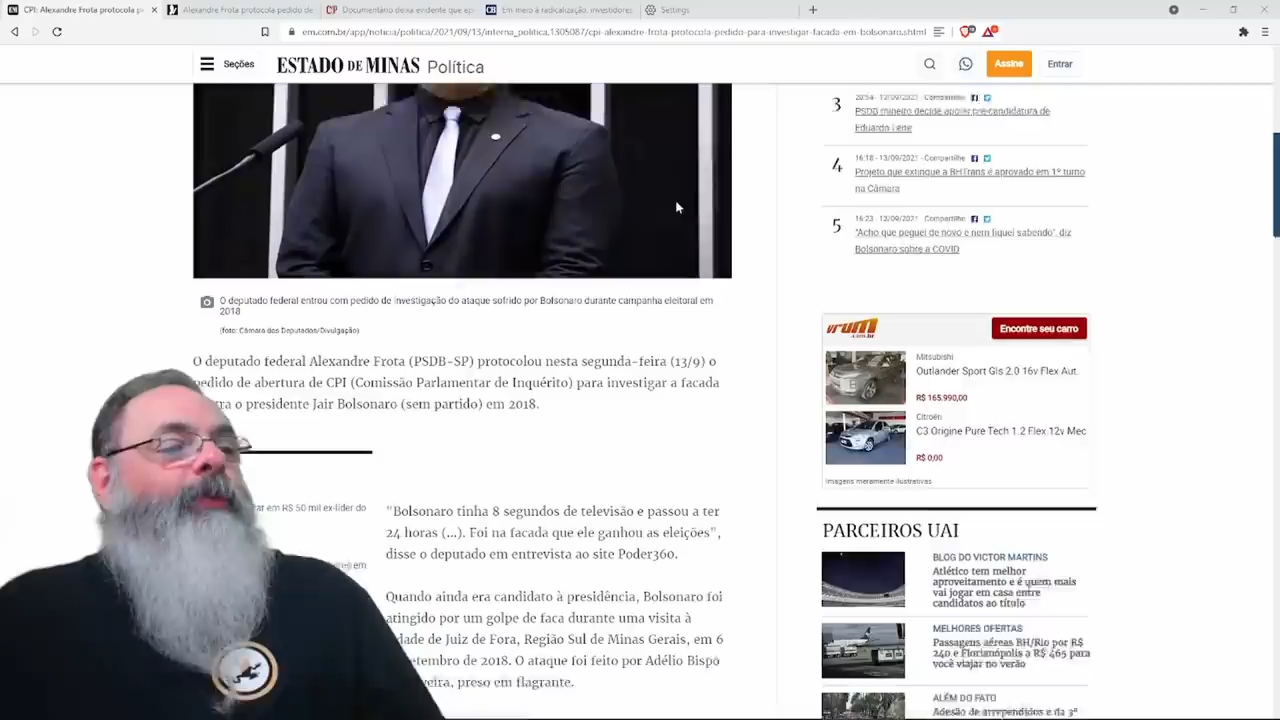 CPI: Alexandre Frota protocola p
Alexandre Frota protocola pedido de
Documentário deixa evidente que ep
Em meio à radicalização, investidores
Settings
em.com.br/app/noticia/politica/2021/09/13/interna_politica,1305087/cpi-alexandre-frota-protocola-pedido-para-investigar-facada-em-bolsonaro.shtml
Seções
ESTADO DE MINAS Política
Assine
Entrar
O deputado federal entrou com pedido de investigação do ataque sofrido por Bolsonaro durante campanha eleitoral em
2018
(foto: Câmara dos Deputados/Divulgação)
O deputado federal Alexandre Frota (PSDB-SP) protocolou nesta segunda-feira (13/9) o
pedido de abertura de CPI (Comissão Parlamentar de Inquérito) para investigar a facada
o presidente Jair Bolsonaro (sem partido) em 2018.
em R$ 50 mil ex-líder do
em
“Bolsonaro tinha 8 segundos de televisão e passou a ter
24 horas (...). Foi na facada que ele ganhou as eleições”,
disse o deputado em entrevista ao site Poder360.
Quando ainda era candidato à presidência, Bolsonaro foi
atingido por um golpe de faca durante uma visita à
de Juiz de Fora, Região Sul de Minas Gerais, em 6
setembro de 2018. O ataque foi feito por Adélio Bispo
preso em flagrante.
3
20:54 - 13/09/2021 - Compartilhe
PSDB mineiro decide apoiar pré-candidatura de
Eduardo Leite
4
16:18 - 13/09/2021 - Compartilhe
Projeto que extingue a BHTrans é aprovado em 1º turno
na Câmara
5
16:23 - 13/09/2021 - Compartilhe
"Acho que peguei de novo e nem fiquei sabendo", diz
Bolsonaro sobre a COVID
vrum
.com.br
Encontre seu carro
Mitsubishi
Outlander Sport Gls 2.0 16v Flex Aut.
R$ 165.990,00
Citroën
C3 Origine Pure Tech 1.2 Flex 12v Mec
R$ 0,00
Imagens meramente ilustrativas
PARCEIROS UAI
BLOG DO VICTOR MARTINS
Atlético tem melhor
aproveitamento e é quem mais
vai jogar em casa entre
candidatos ao título
MELHORES OFERTAS
Passagens aéreas BH/Rio por R$
240 e Florianópolis a R$ 465 para
você viajar no verão
ALÉM DO FATO
Adesão de arrependidos e da 3ª